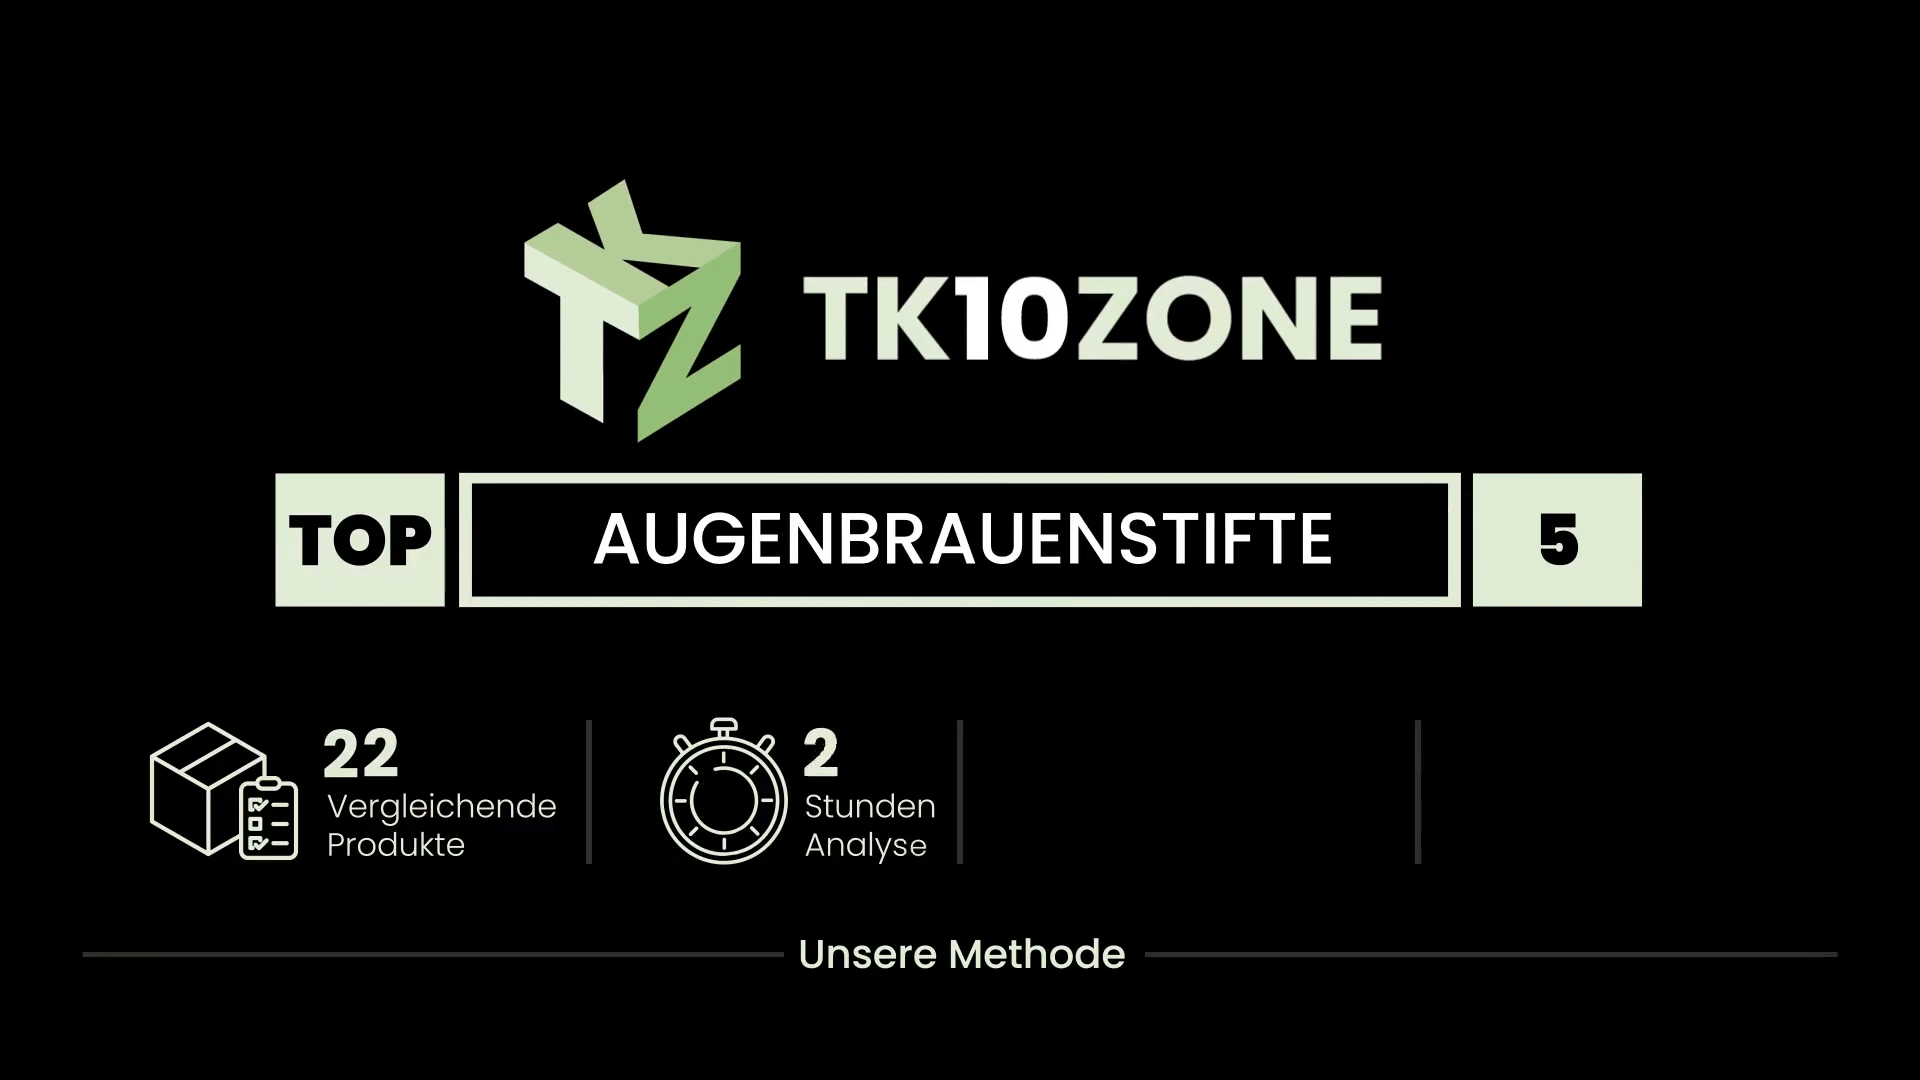 TK10ZONE
TOP
AUGENBRAUENSTIFTE
5
22
Vergleichende
Produkte
2
Stunden
Analyse
Unsere Methode